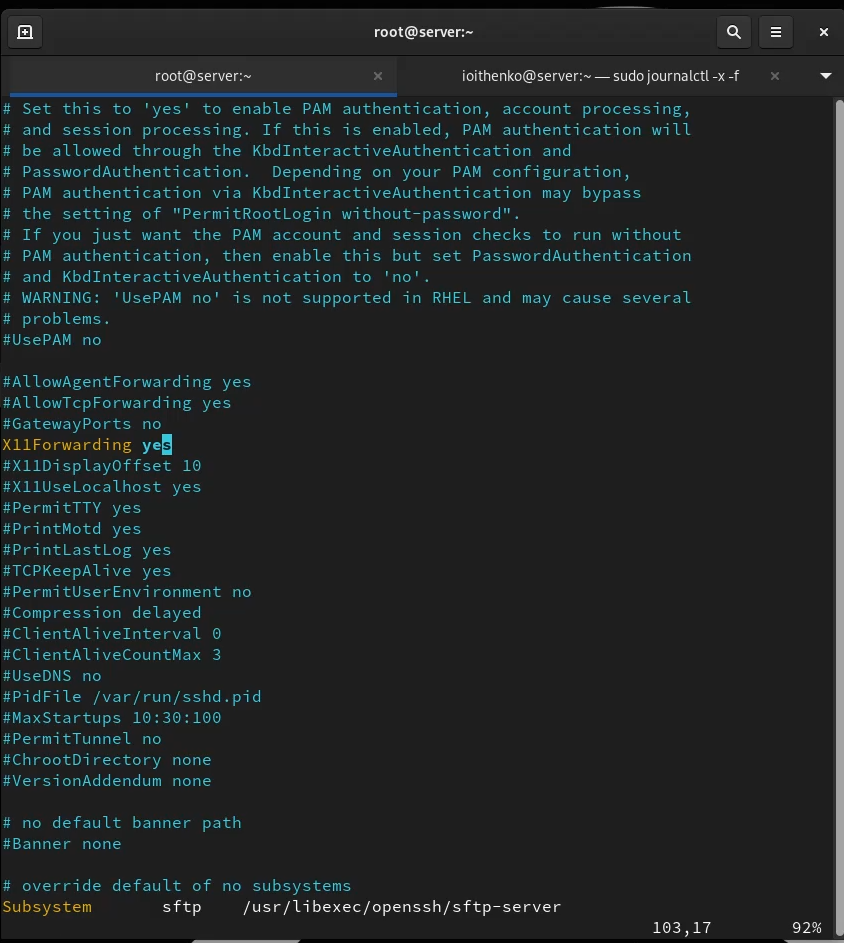 root@server:~
root@server:~
ioithenko@server:~ — sudo journalctl -x -f
# Set this to 'yes' to enable PAM authentication, account processing,
# and session processing. If this is enabled, PAM authentication will
# be allowed through the KbdInteractiveAuthentication and
# PasswordAuthentication.  Depending on your PAM configuration,
# PAM authentication via KbdInteractiveAuthentication may bypass
# the setting of "PermitRootLogin without-password".
# If you just want the PAM account and session checks to run without
# PAM authentication, then enable this but set PasswordAuthentication
# and KbdInteractiveAuthentication to 'no'.
# WARNING: 'UsePAM no' is not supported in RHEL and may cause several
# problems.
#UsePAM no
#AllowAgentForwarding yes
#AllowTcpForwarding yes
#GatewayPorts no
X11Forwarding yes
#X11DisplayOffset 10
#X11UseLocalhost yes
#PermitTTY yes
#PrintMotd yes
#PrintLastLog yes
#TCPKeepAlive yes
#PermitUserEnvironment no
#Compression delayed
#ClientAliveInterval 0
#ClientAliveCountMax 3
#UseDNS no
#PidFile /var/run/sshd.pid
#MaxStartups 10:30:100
#PermitTunnel no
#ChrootDirectory none
#VersionAddendum none
# no default banner path
#Banner none
# override default of no subsystems
Subsystem       sftp    /usr/libexec/openssh/sftp-server
103,17        92%